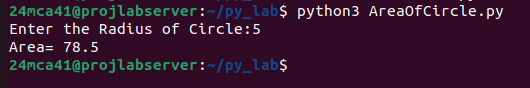 24mca41@projlabserver:~/py_lab$ python3 AreaOfCircle.py
Enter the Radius of Circle:5
Area= 78.5
24mca41@projlabserver:~/py_lab$